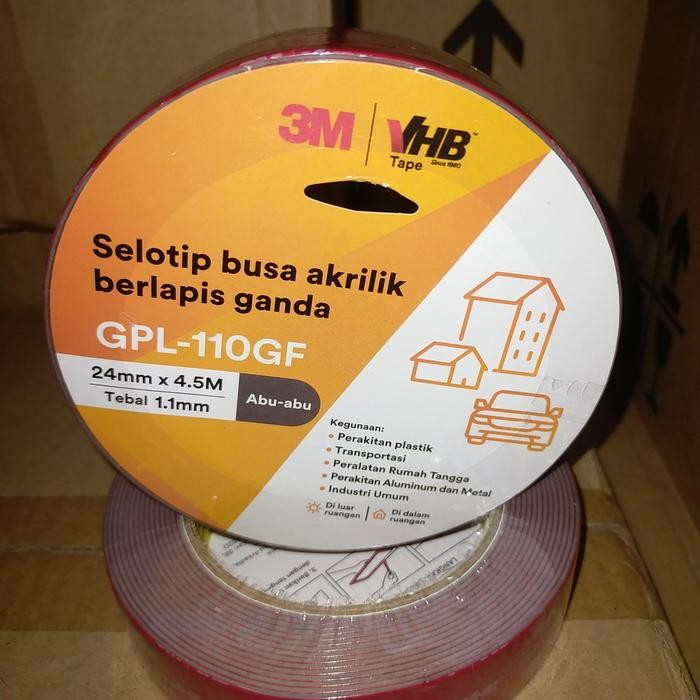 3M VHB™
Tape Since 1980
Selotip busa akrilik
berlapis ganda
GPL-110GF
24mm x 4.5M
Tebal 1.1mm
Abu-abu
Kegunaan:
• Perakitan plastik
• Transportasi
• Peralatan Rumah Tangga
• Perakitan Aluminum dan Metal
• Industri Umum
Di luar
ruangan
Di dalam
ruangan